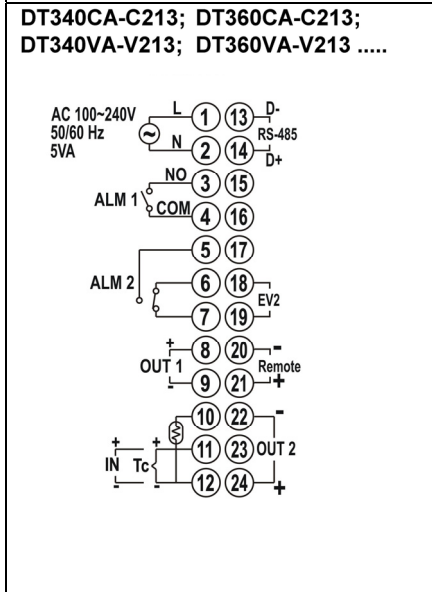 DT340CA-C213; DT360CA-C213;
DT340VA-V213; DT360VA-V213 .....
AC 100~240V
50/60 Hz
5VA
L
N
1
13
D-
RS-485
2
14
D+
NO
3
15
ALM 1
COM
4
16
5
17
ALM 2
6
18
EV2
7
19
+
8
20
-
OUT 1
Remote
-
9
21
+
10
22
-
+
+
11
23
OUT 2
IN
Tc
-
-
12
24
+